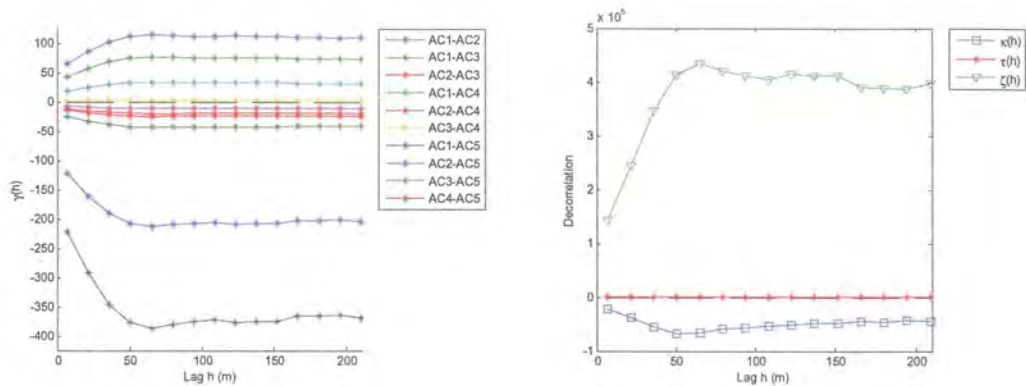 100
50
0
-50
-100
-150
-200
-250
-300
-350
-400
γ(h)
0
50
100
150
200
Lag h (m)
AC1-AC2
AC1-AC3
AC2-AC3
AC1-AC4
AC2-AC4
AC3-AC4
AC1-AC5
AC2-AC5
AC3-AC5
AC4-AC5
x 10⁵
5
4
3
2
1
0
-1
Decorrelation
0
50
100
150
200
Lag h (m)
κ(h)
τ(h)
ζ(h)